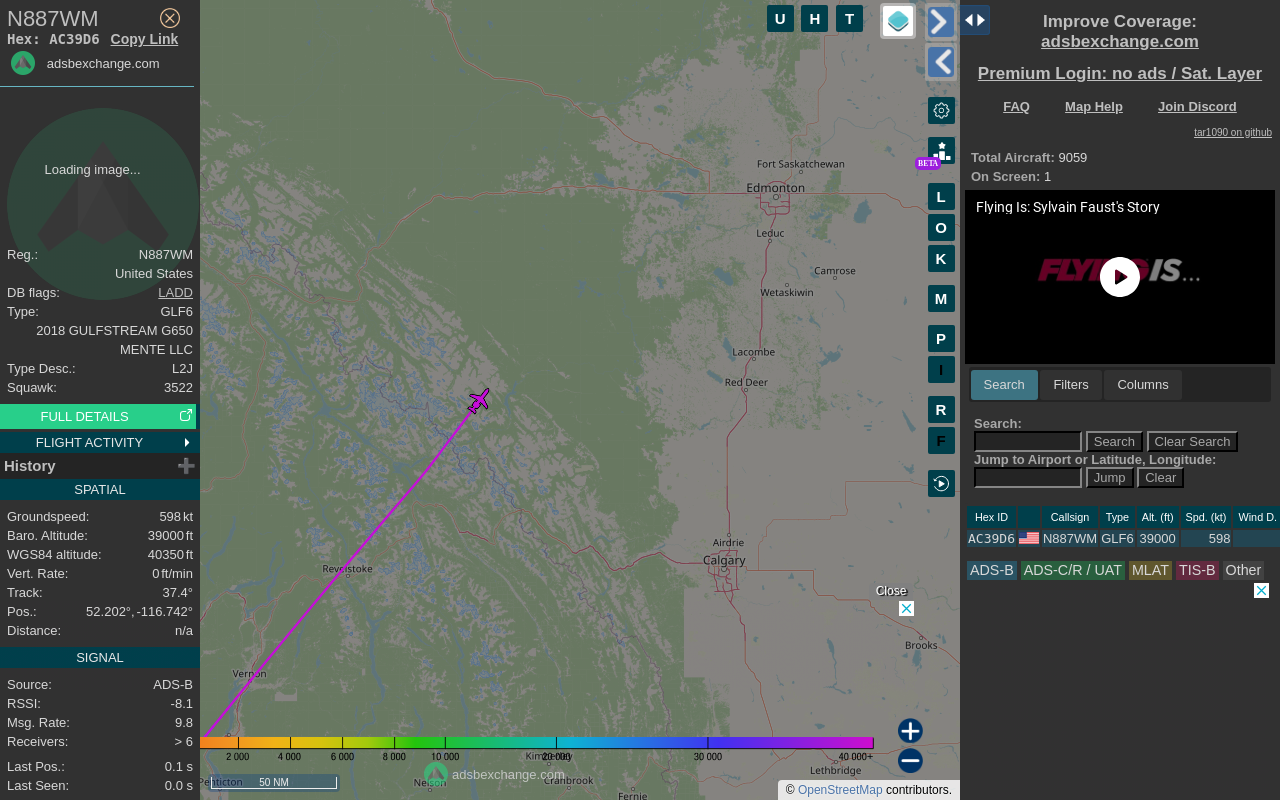 N887WM
Hex: AC39D6 Copy Link
adsbexchange.com
Loading image...
Reg.: N887WM
United States
DB flags: LADD
Type: GLF6
2018 GULFSTREAM G650
MENTE LLC
Type Desc.: L2J
Squawk: 3522
FULL DETAILS
FLIGHT ACTIVITY
History
SPATIAL
Groundspeed: 598 kt
Baro. Altitude: 39000 ft
WGS84 altitude: 40350 ft
Vert. Rate: 0 ft/min
Track: 37.4°
Pos.: 52.202°, -116.742°
Distance: n/a
SIGNAL
Source: ADS-B
RSSI: -8.1
Msg. Rate: 9.8
Receivers: > 6
Last Pos.: 0.1 s
Last Seen: 0.0 s
U H T
Fort Saskatchewan
Edmonton
Leduc
Camrose
Wetaskiwin
Lacombe
Red Deer
Airdrie
Calgary
Revelstoke
Close
Brooks
Vernon
2 000 4 000 6 000 8 000 10 000 20 000 30 000 40 000+
Kimberley
Lethbridge
adsbexchange.com
Penticton
50 NM
Nelson
Cranbrook
Fernie
© OpenStreetMap contributors.
BETA
L
O
K
M
P
I
R
F
Improve Coverage:
adsbexchange.com
Premium Login: no ads / Sat. Layer
FAQ Map Help Join Discord
tar1090 on github
Total Aircraft: 9059
On Screen: 1
Flying Is: Sylvain Faust's Story
FLYING IS...
Search Filters Columns
Search:
Search Clear Search
Jump to Airport or Latitude, Longitude:
Jump Clear
Hex ID Callsign Type Alt. (ft) Spd. (kt) Wind D.
AC39D6 N887WM GLF6 39000 598
ADS-B ADS-C/R / UAT MLAT TIS-B Other